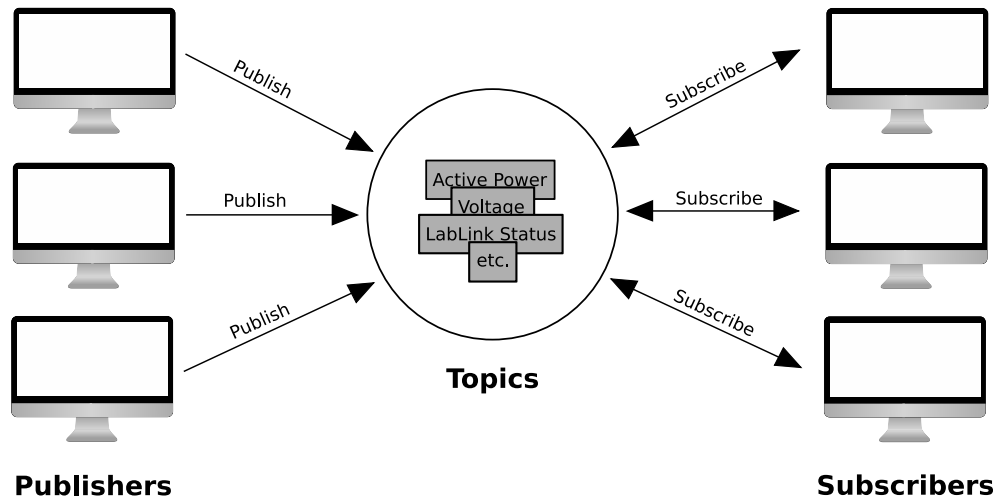 Publish
Subscribe
Publish
Subscribe
Active Power
Voltage
LabLink Status
etc.
Publish
Subscribe
Topics
Publishers
Subscribers